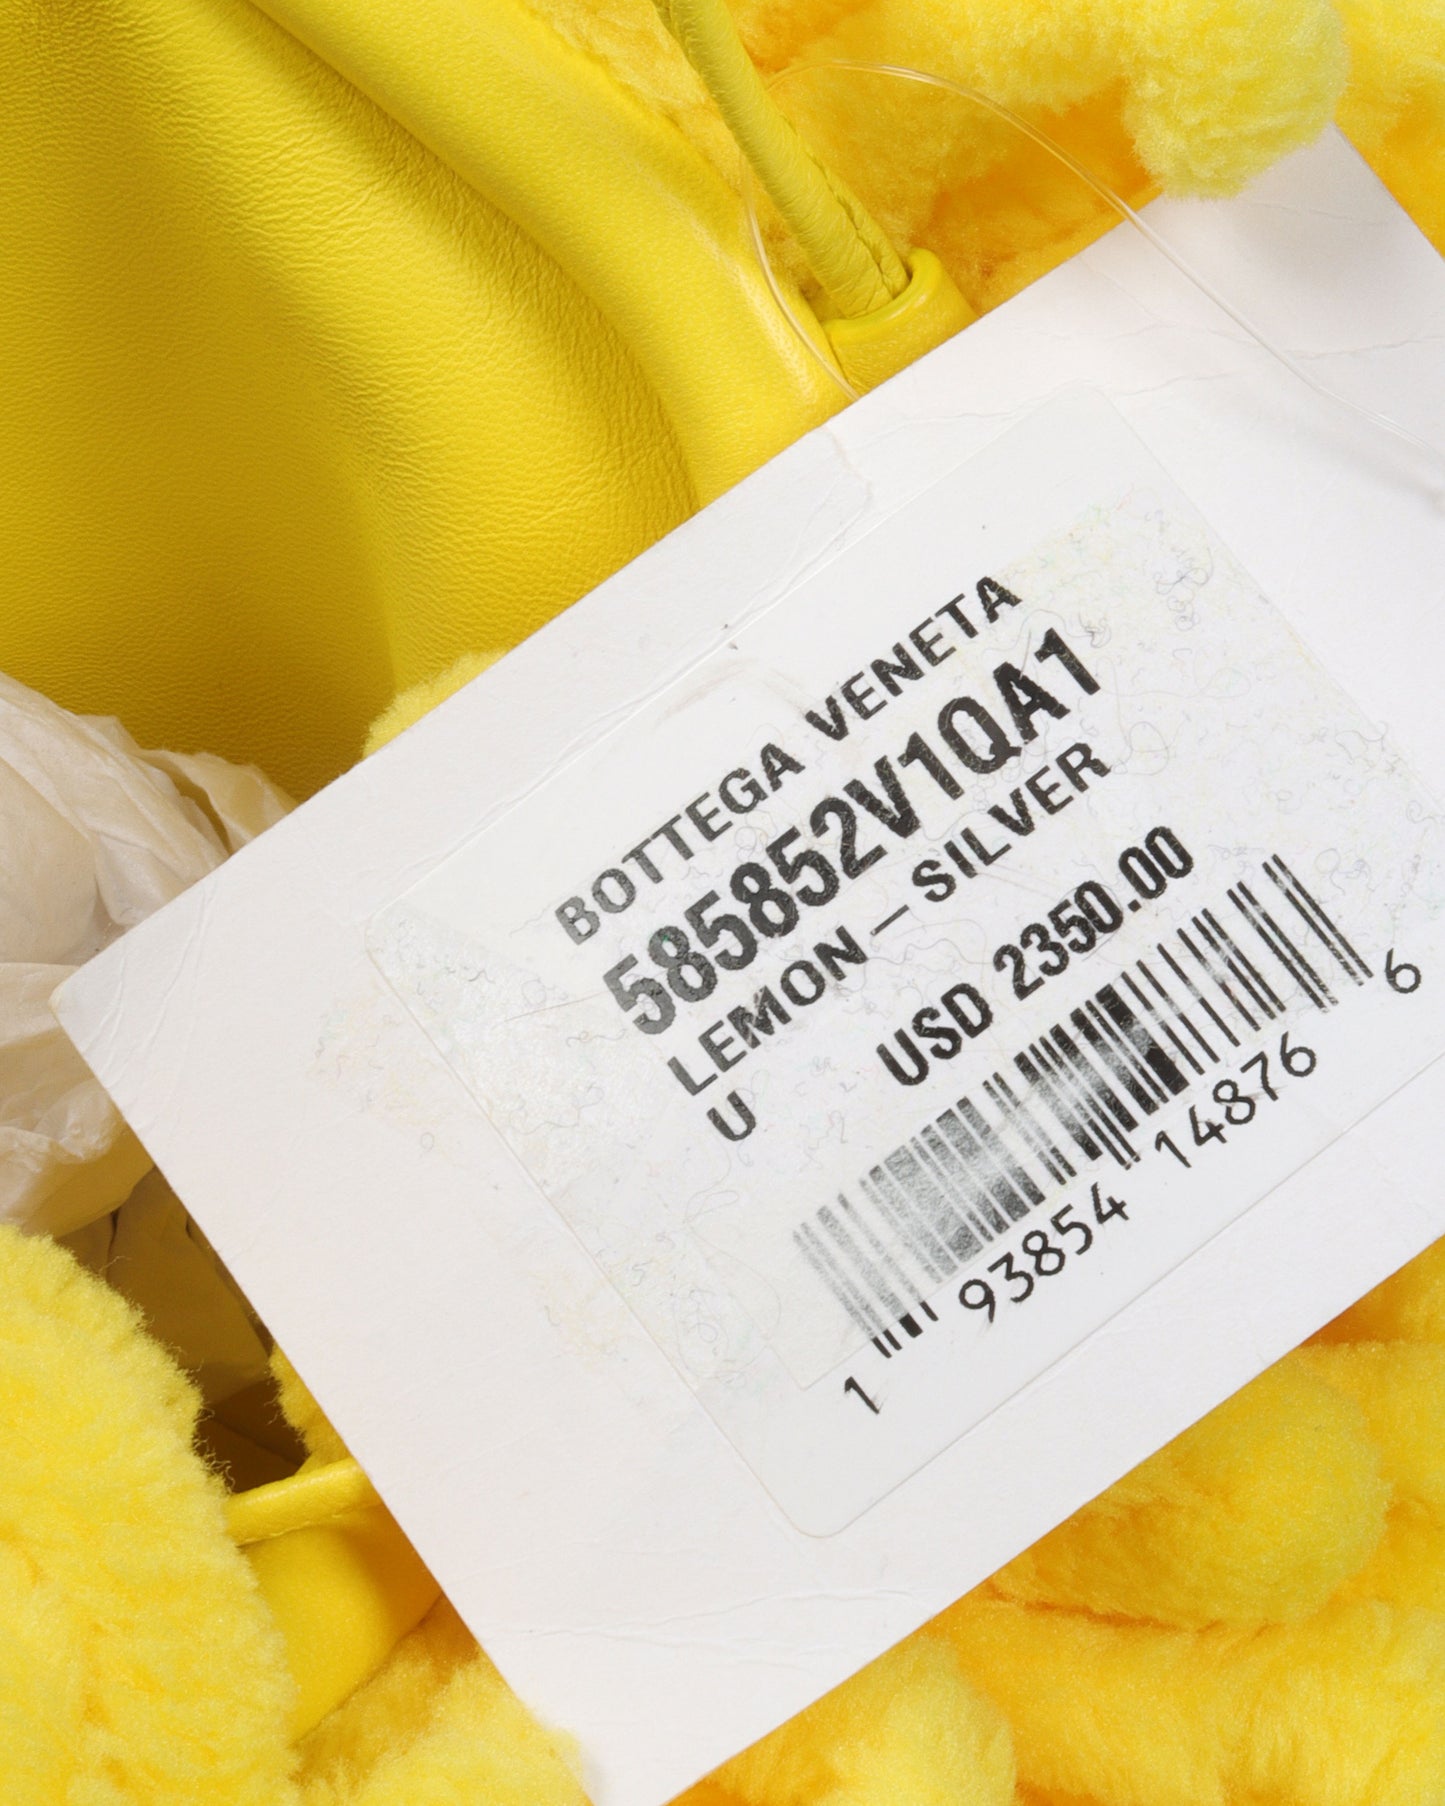 BOTTEGA VENETA
585852V1QA1
LEMON-SILVER
U
USD 2350.00
1 93854 14876 6